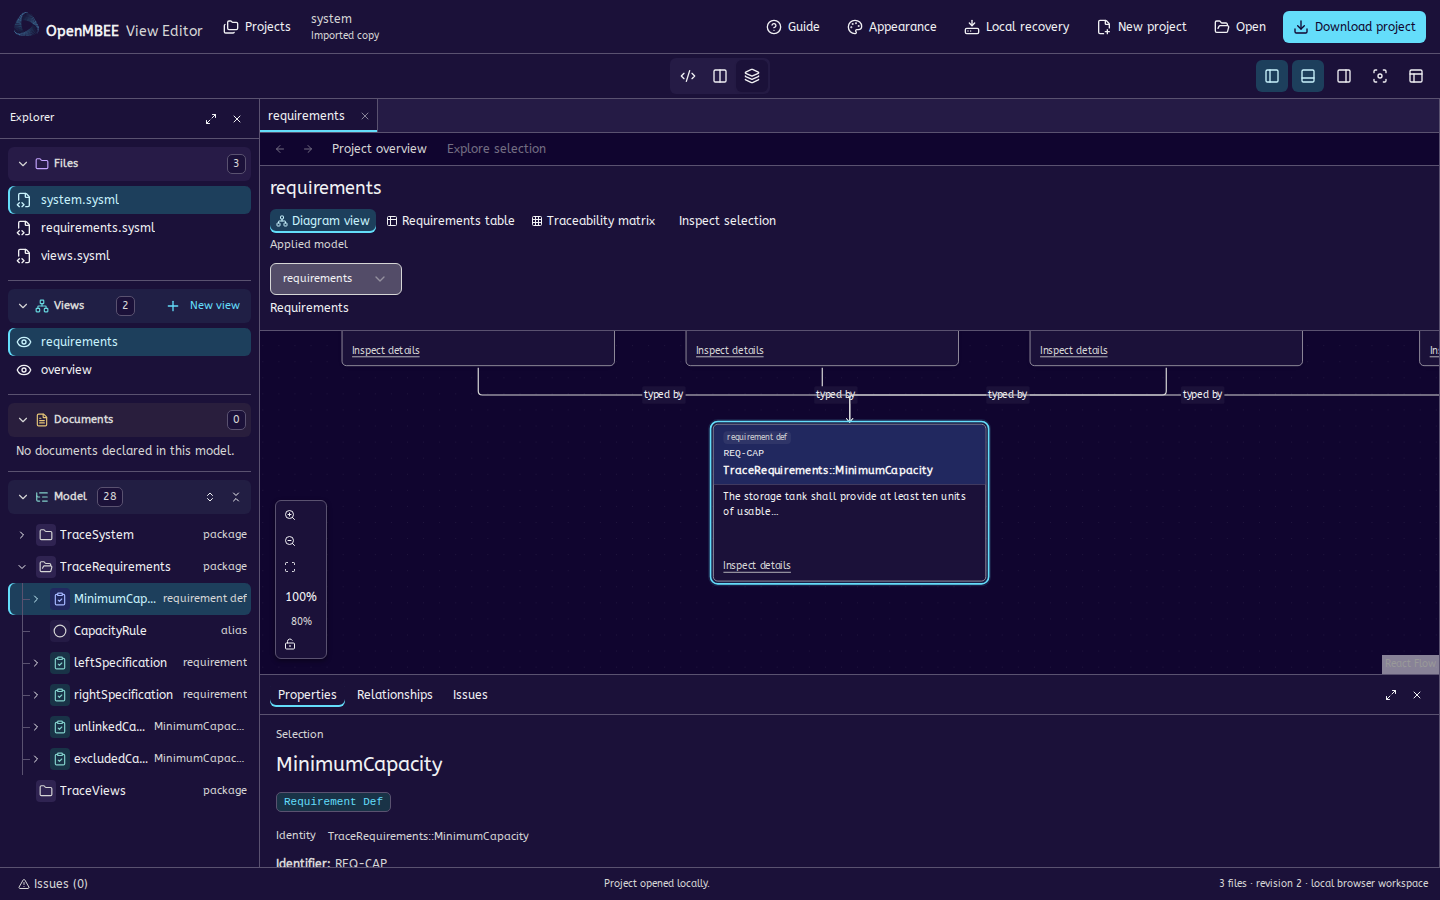 OpenMBEE View Editor
Projects
system
Imported copy
Guide
Appearance
Local recovery
New project
Open
Download project
Explorer
Files
3
system.sysml
requirements.sysml
views.sysml
Views
2
New view
requirements
overview
Documents
0
No documents declared in this model.
Model
28
TraceSystem
package
TraceRequirements
package
MinimumCap...
requirement def
CapacityRule
alias
leftSpecification
requirement
rightSpecification
requirement
unlinkedCa...
MinimumCapac...
excludedCa...
MinimumCapac...
TraceViews
package
requirements
Project overview
Explore selection
requirements
Diagram view
Requirements table
Traceability matrix
Inspect selection
Applied model
requirements
Requirements
Inspect details
Inspect details
Inspect details
In
typed by
typed by
typed by
typed by
requirement def
REQ-CAP
TraceRequirements::MinimumCapacity
The storage tank shall provide at least ten units
of usable...
Inspect details
100%
80%
React Flow
Properties
Relationships
Issues
Selection
MinimumCapacity
Requirement Def
Identity
TraceRequirements::MinimumCapacity
Identifier: REQ-CAP
Issues (0)
Project opened locally.
3 files · revision 2 · local browser workspace